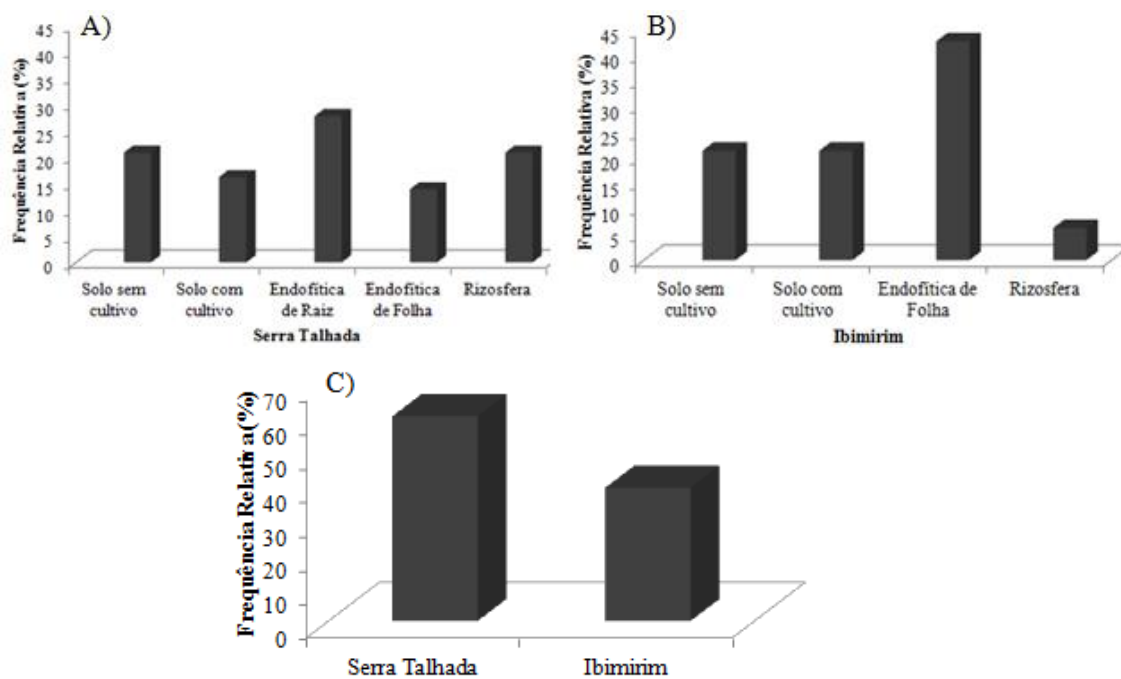 A)
Frequência Relativa (%)
45
40
35
30
25
20
15
10
5
0
Solo sem cultivo
Solo com cultivo
Endofítica de Raiz
Endofítica de Folha
Rizosfera
Serra Talhada
B)
Frequência Relativa (%)
45
40
35
30
25
20
15
10
5
0
Solo sem cultivo
Solo com cultivo
Endofítica de Folha
Rizosfera
Ibimirim
C)
Frequência Relativa (%)
70
60
50
40
30
20
10
0
Serra Talhada
Ibimirim